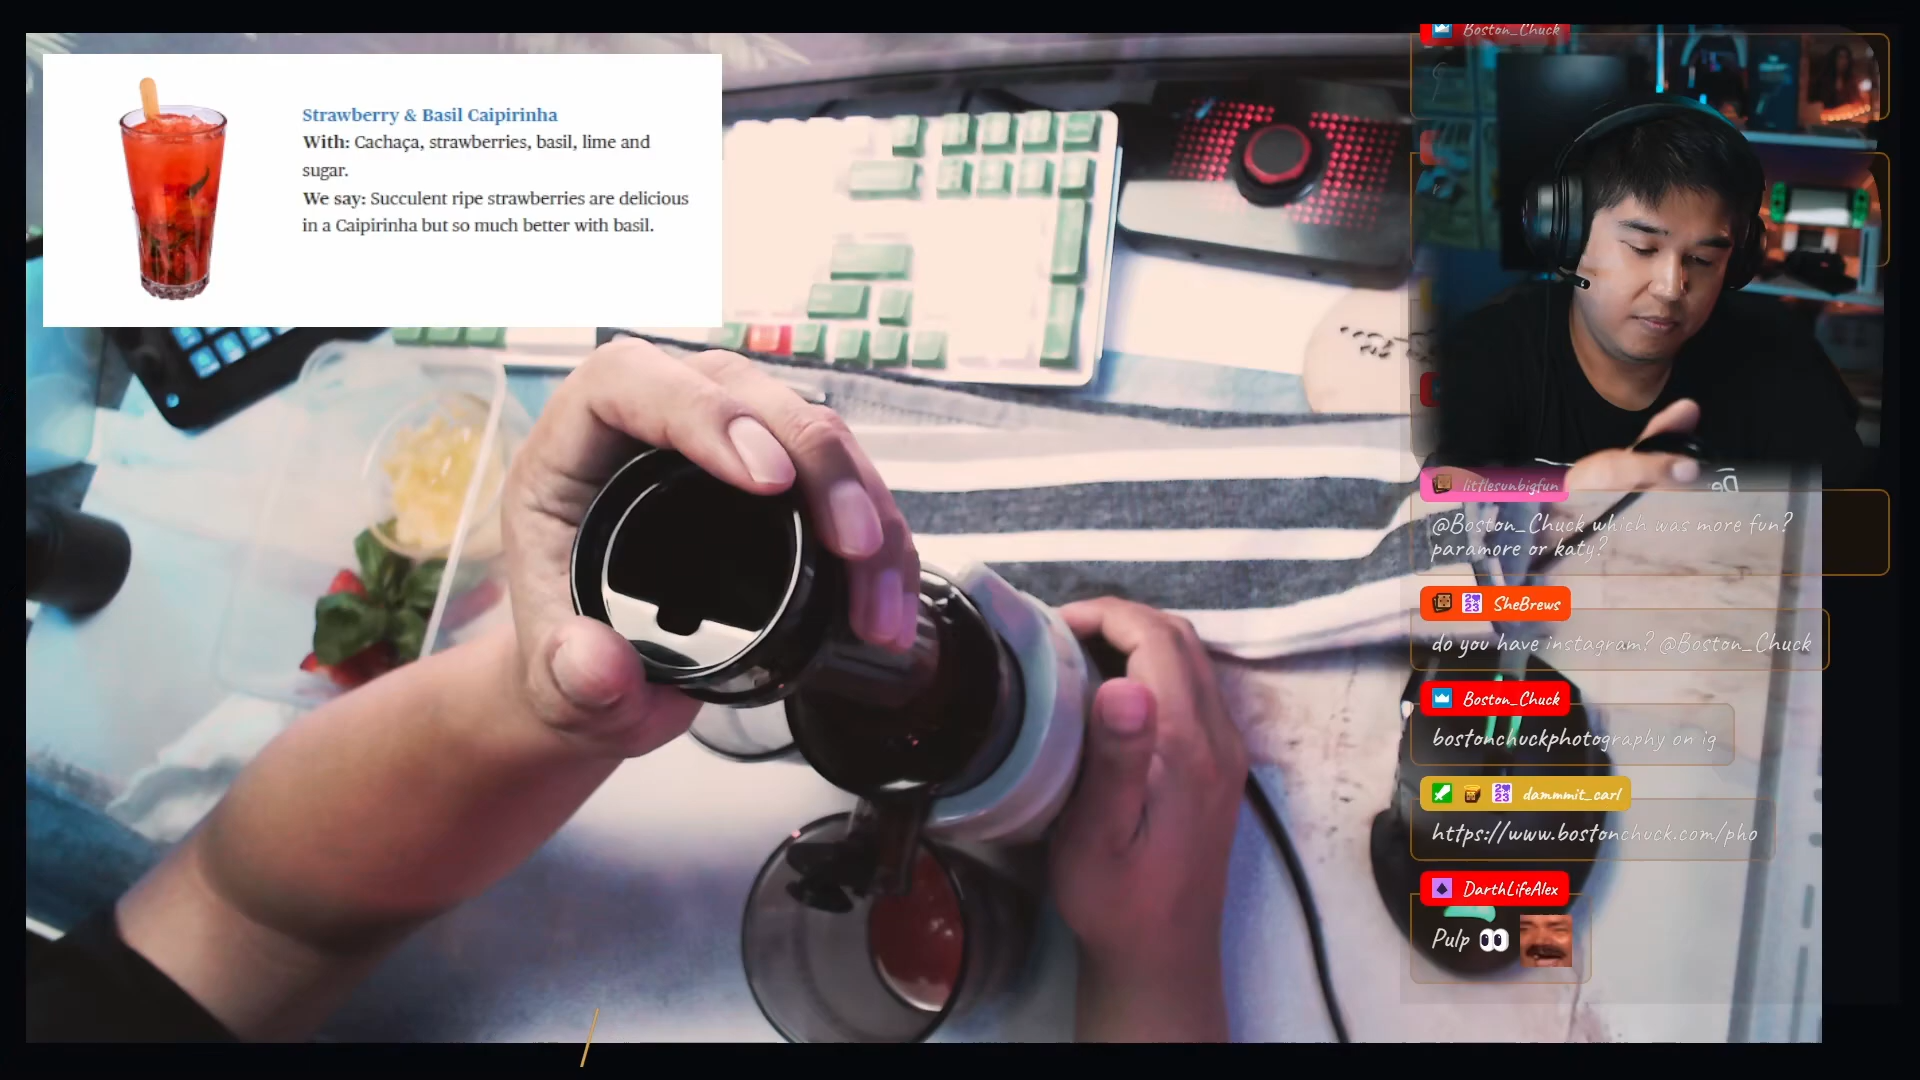 Strawberry & Basil Caipirinha
With: Cachaça, strawberries, basil, lime and
sugar.
We say: Succulent ripe strawberries are delicious
in a Caipirinha but so much better with basil.
Boston_Chuck
littlesunbigfun
@Boston_Chuck which was more fun?
paramore or katy?
SheBrews
do you have instagram? @Boston_Chuck
Boston_Chuck
bostonchuckphotography on ig
dammmit_carl
https://www.bostonchuck.com/pho
DarthLifeAlex
Pulp